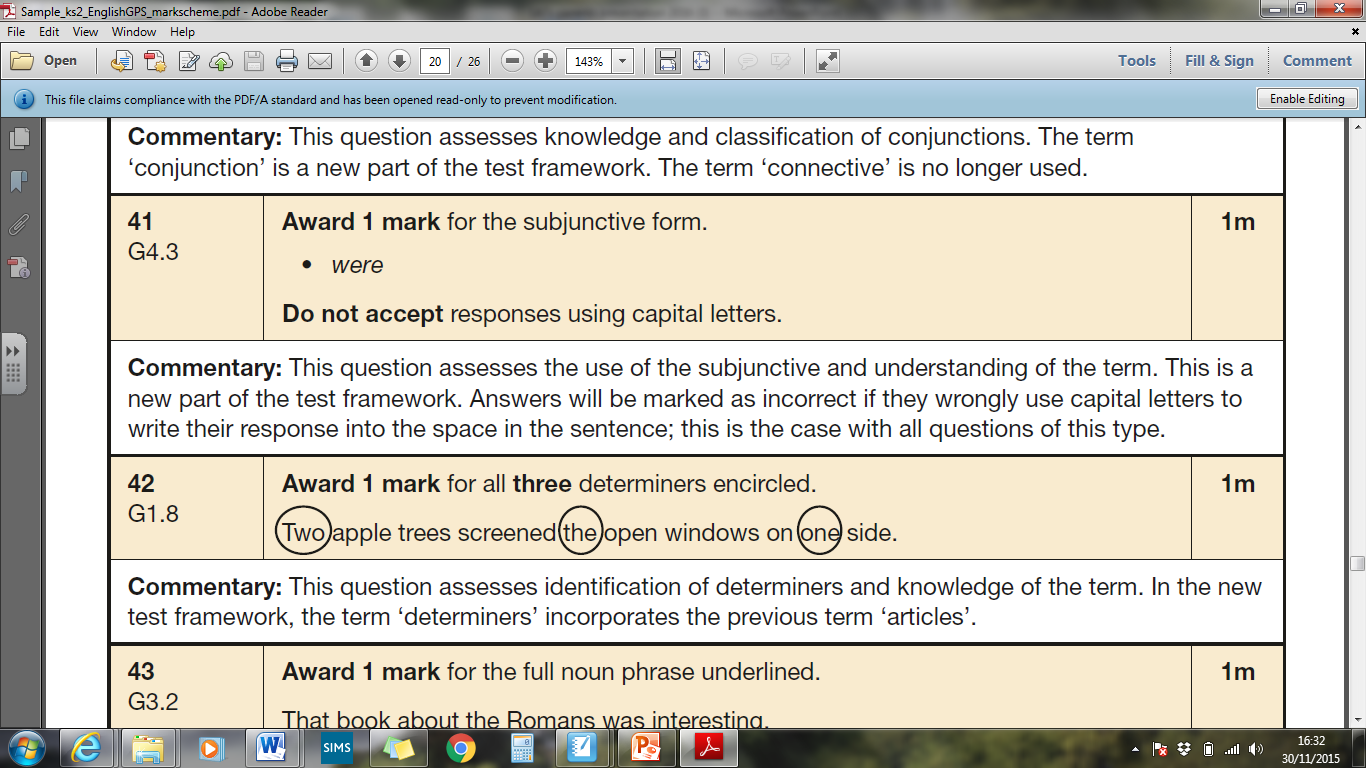 Sample_ks2_EnglishGPS_markscheme.pdf - Adobe Reader
File Edit View Window Help
Open 20 / 26 143% Tools Fill & Sign Comment
This file claims compliance with the PDF/A standard and has been opened read-only to prevent modification. Enable Editing
Commentary: This question assesses knowledge and classification of conjunctions. The term
‘conjunction’ is a new part of the test framework. The term ‘connective’ is no longer used.
41 Award 1 mark for the subjunctive form. 1m
G4.3
• were
Do not accept responses using capital letters.
Commentary: This question assesses the use of the subjunctive and understanding of the term. This is a
new part of the test framework. Answers will be marked as incorrect if they wrongly use capital letters to
write their response into the space in the sentence; this is the case with all questions of this type.
42 Award 1 mark for all three determiners encircled. 1m
G1.8
Two apple trees screened the open windows on one side.
Commentary: This question assesses identification of determiners and knowledge of the term. In the new
test framework, the term ‘determiners’ incorporates the previous term ‘articles’.
43 Award 1 mark for the full noun phrase underlined. 1m
G3.2
That book about the Romans was interesting.
SIMS
16:32
30/11/2015